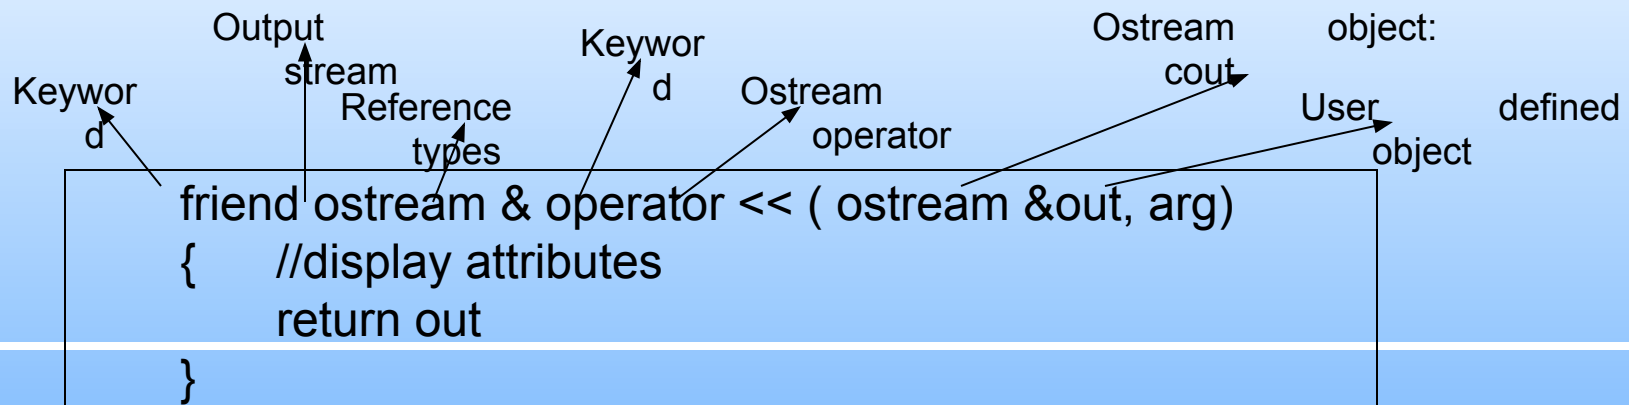 Output
stream
Keywor
d
Ostream object:
cout
Keywor
d
Reference
types
Ostream
operator
User defined
object
friend ostream & operator << ( ostream &out, arg)
{ //display attributes
return out
}